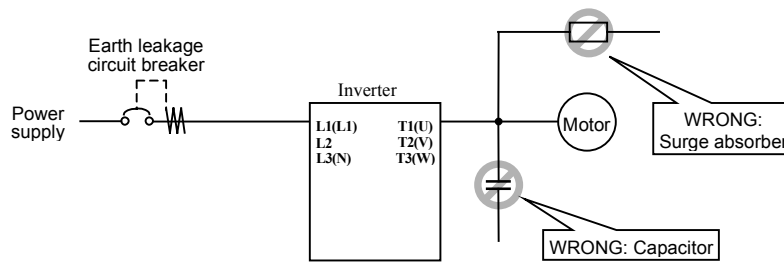 Earth leakage
circuit breaker
Power
supply
Inverter
L1(L1)
L2
L3(N)
T1(U)
T2(V)
T3(W)
Motor
WRONG:
Surge absorber
WRONG: Capacitor